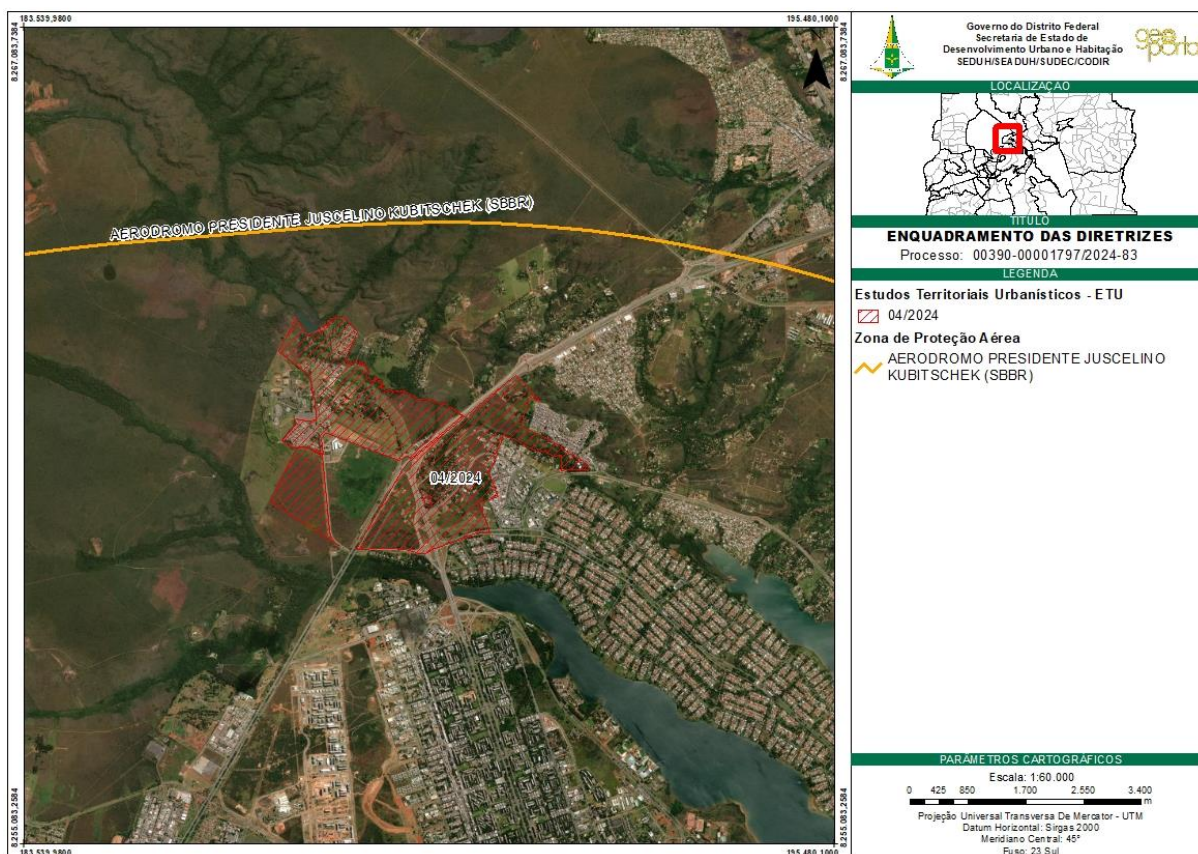 183.539,9800
195.480,1000
8.267.083,7384
8.267.083,7384
AERODROMO PRESIDENTE JUSCELINO KUBITSCHEK (SBBR)
04/2024
8.255.083,2584
8.255.083,2584
183.539,9800
195.480,1000
Governo do Distrito Federal
Secretaria de Estado de
Desenvolvimento Urbano e Habitação
SEDUH/SEADUH/SUDEC/CODIR
geo
porta
LOCALIZAÇÃO
TÍTULO
ENQUADRAMENTO DAS DIRETRIZES
Processo: 00390-00001797/2024-83
LEGENDA
Estudos Territoriais Urbanísticos - ETU
04/2024
Zona de Proteção Aérea
AERODROMO PRESIDENTE JUSCELINO
KUBITSCHEK (SBBR)
PARÂMETROS CARTOGRÁFICOS
Escala: 1:60.000
0 425 850 1.700 2.550 3.400
m
Projeção Universal Transversa De Mercator - UTM
Datum Horizontal: Sirgas 2000
Meridiano Central: 45°
Fuso: 23 Sul